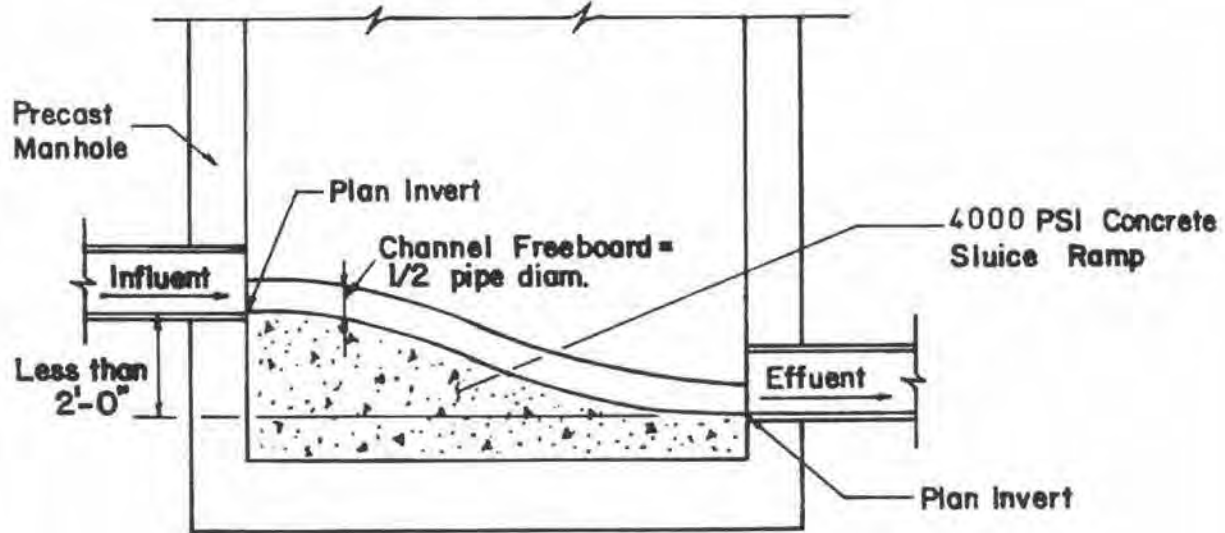 Precast
Manhole
Plan Invert
4000 PSI Concrete
Sluice Ramp
Channel Freeboard =
1/2 pipe diam.
Influent
Less than
2'-0"
Effuent
Plan Invert